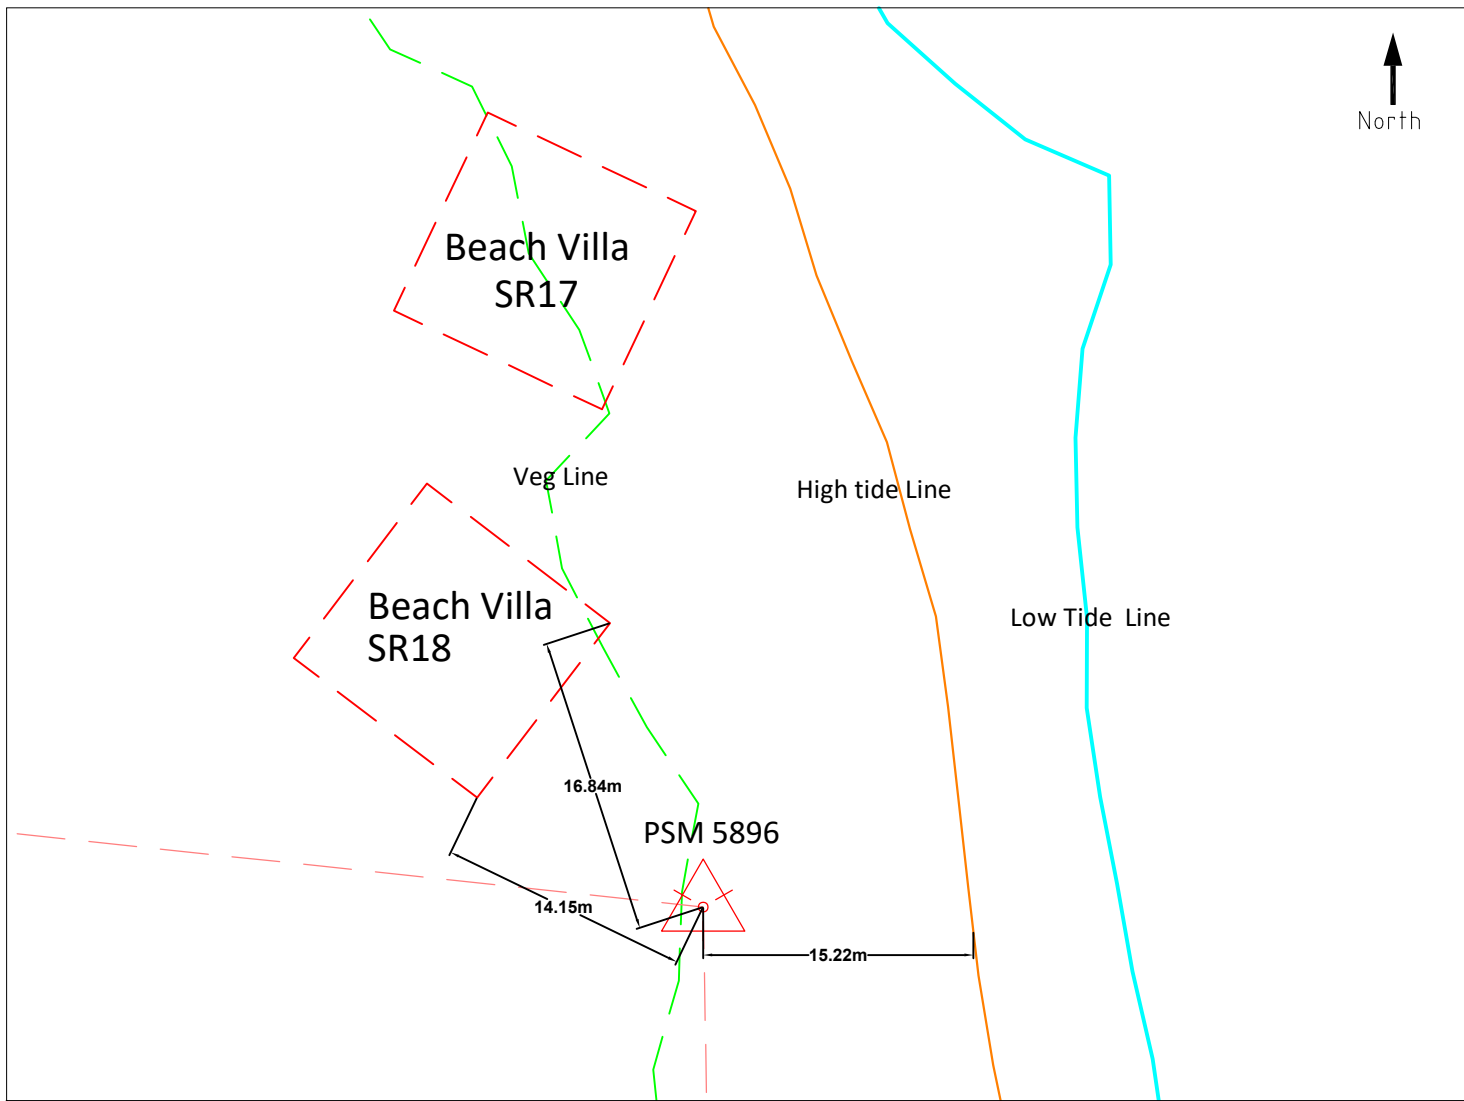 North
Beach Villa
SR17
Veg Line
High tide Line
Beach Villa
SR18
Low Tide  Line
16.84m
PSM 5896
14.15m
15.22m